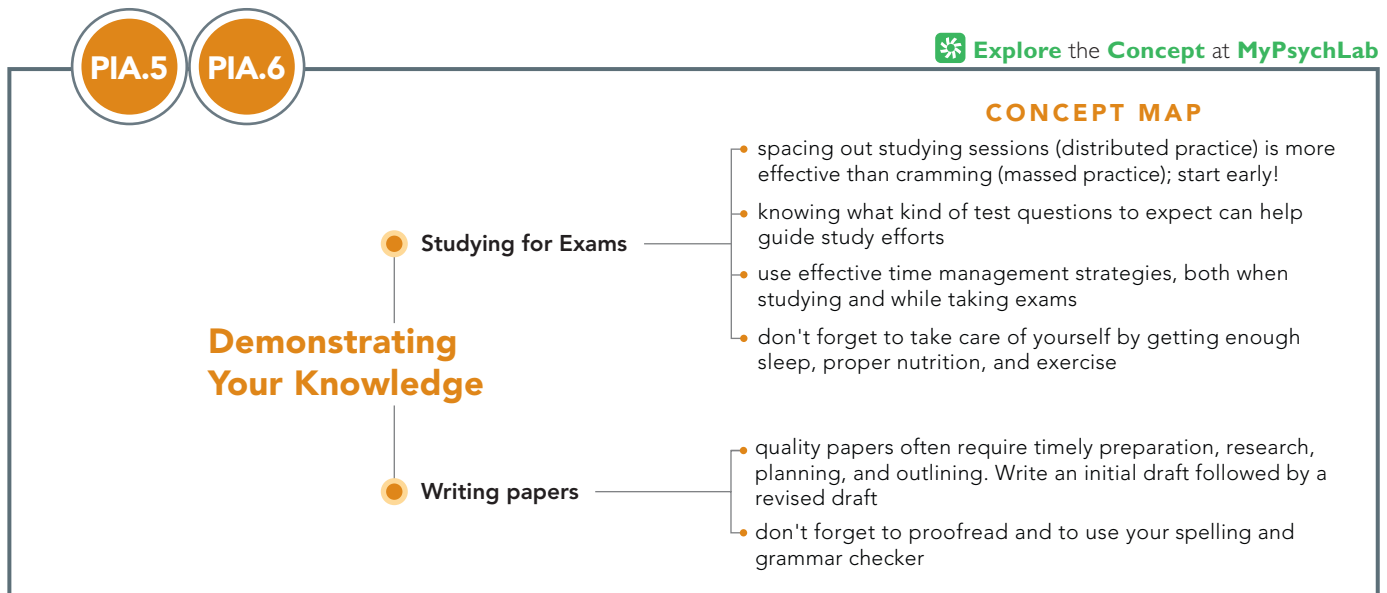 PIA.5 PIA.6
Explore the Concept at MyPsychLab
CONCEPT MAP
Demonstrating
Your Knowledge
Studying for Exams
spacing out studying sessions (distributed practice) is more
effective than cramming (massed practice); start early!
knowing what kind of test questions to expect can help
guide study efforts
use effective time management strategies, both when
studying and while taking exams
don't forget to take care of yourself by getting enough
sleep, proper nutrition, and exercise
Writing papers
quality papers often require timely preparation, research,
planning, and outlining. Write an initial draft followed by a
revised draft
don't forget to proofread and to use your spelling and
grammar checker